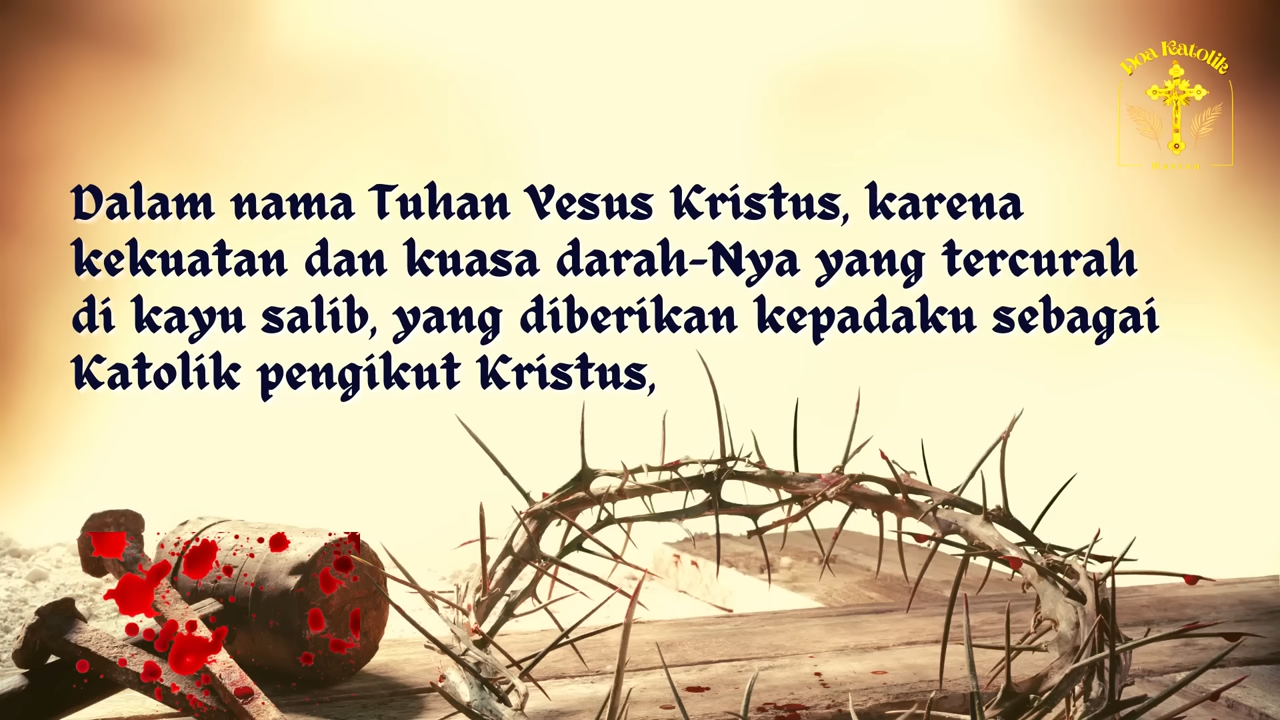 Doa Katolik
Dalam nama Tuhan Yesus Kristus, karena
kekuatan dan kuasa darah-Nya yang tercurah
di kayu salib, yang diberikan kepadaku sebagai
Katolik pengikut Kristus,